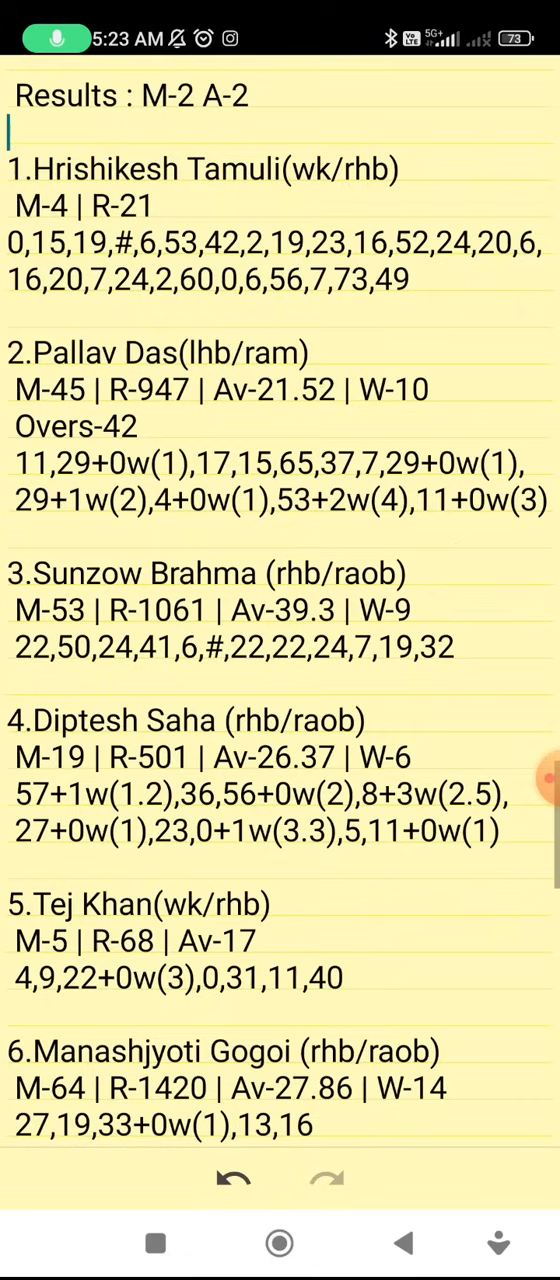 5:23 AM
Vo LTE 5G+ 73
Results : M-2 A-2
1.Hrishikesh Tamuli(wk/rhb)
M-4 | R-21
0,15,19,#,6,53,42,2,19,23,16,52,24,20,6,
16,20,7,24,2,60,0,6,56,7,73,49
2.Pallav Das(lhb/ram)
M-45 | R-947 | Av-21.52 | W-10
Overs-42
11,29+0w(1),17,15,65,37,7,29+0w(1),
29+1w(2),4+0w(1),53+2w(4),11+0w(3)
3.Sunzow Brahma (rhb/raob)
M-53 | R-1061 | Av-39.3 | W-9
22,50,24,41,6,#,22,22,24,7,19,32
4.Diptesh Saha (rhb/raob)
M-19 | R-501 | Av-26.37 | W-6
57+1w(1.2),36,56+0w(2),8+3w(2.5),
27+0w(1),23,0+1w(3.3),5,11+0w(1)
5.Tej Khan(wk/rhb)
M-5 | R-68 | Av-17
4,9,22+0w(3),0,31,11,40
6.Manashjyoti Gogoi (rhb/raob)
M-64 | R-1420 | Av-27.86 | W-14
27,19,33+0w(1),13,16